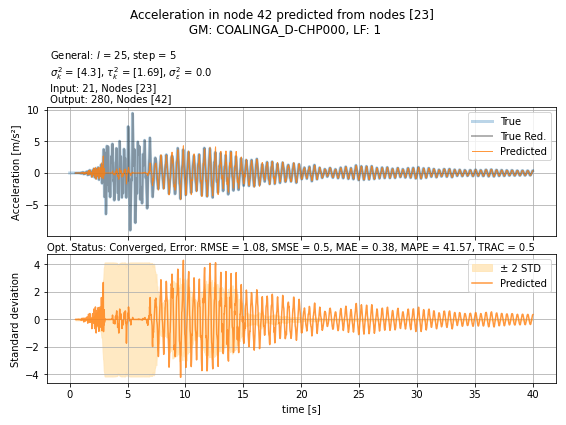 Acceleration in node 42 predicted from nodes [23]
GM: COALINGA_D-CHP000, LF: 1
General: l = 25, step = 5
σ²ₖ = [4.3], τ²ₖ = [1.69], σ²ε = 0.0
Input: 21, Nodes [23]
Output: 280, Nodes [42]
Acceleration [m/s²]
10
5
0
−5
True
True Red.
Predicted
Opt. Status: Converged, Error: RMSE = 1.08, SMSE = 0.5, MAE = 0.38, MAPE = 41.57, TRAC = 0.5
Standard deviation
4
2
0
−2
−4
± 2 STD
Predicted
0 5 10 15 20 25 30 35 40
time [s]